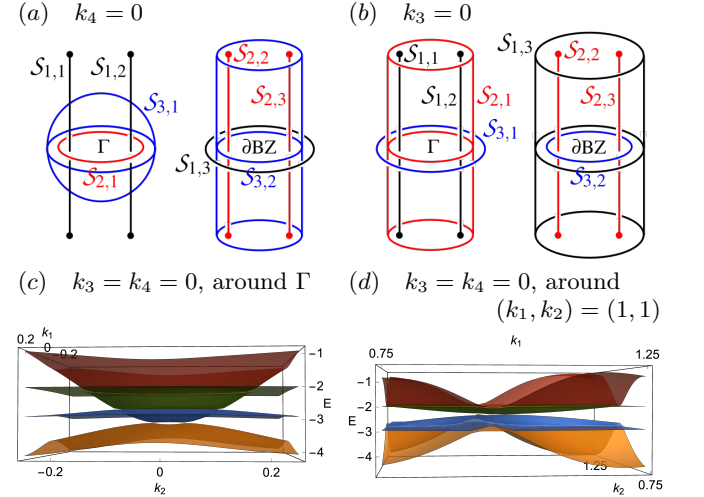 (a) k₄ = 0
(b) k₃ = 0
𝒮₁,₁ 𝒮₁,₂
𝒮₃,₁
Γ
𝒮₂,₁
𝒮₂,₂
𝒮₂,₃
∂BZ
𝒮₁,₃
𝒮₃,₂
𝒮₁,₁
𝒮₁,₂
𝒮₂,₁
𝒮₃,₁
Γ
𝒮₁,₃
𝒮₂,₂
𝒮₂,₃
∂BZ
𝒮₃,₂
(c) k₃ = k₄ = 0, around Γ
(d) k₃ = k₄ = 0, around
(k₁, k₂) = (1, 1)
k₁
0.2 0 -0.2
-1
-2
E
-3
-4
-0.2 0 0.2
k₂
k₁
0.75 1.25
-1
-2
E
-3
-4
1.25
0.75
k₂